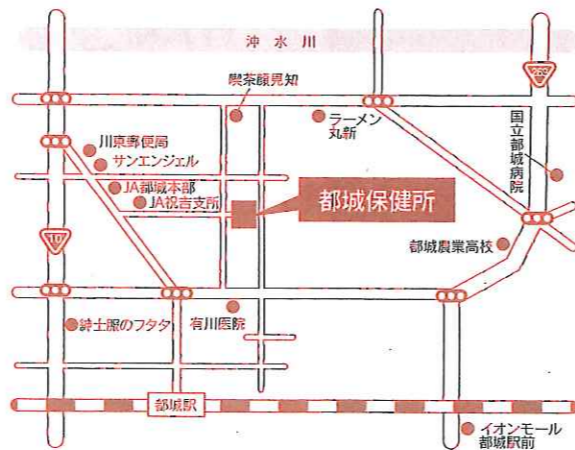 沖水川
喫茶顔見知
ラーメン
丸新
国立都城病院
川東郵便局
サンエンジェル
JA都城本部
JA祝吉支所
都城保健所
10
都城農業高校
紳士服のフタタ
有川医院
都城駅
イオンモール
都城駅前